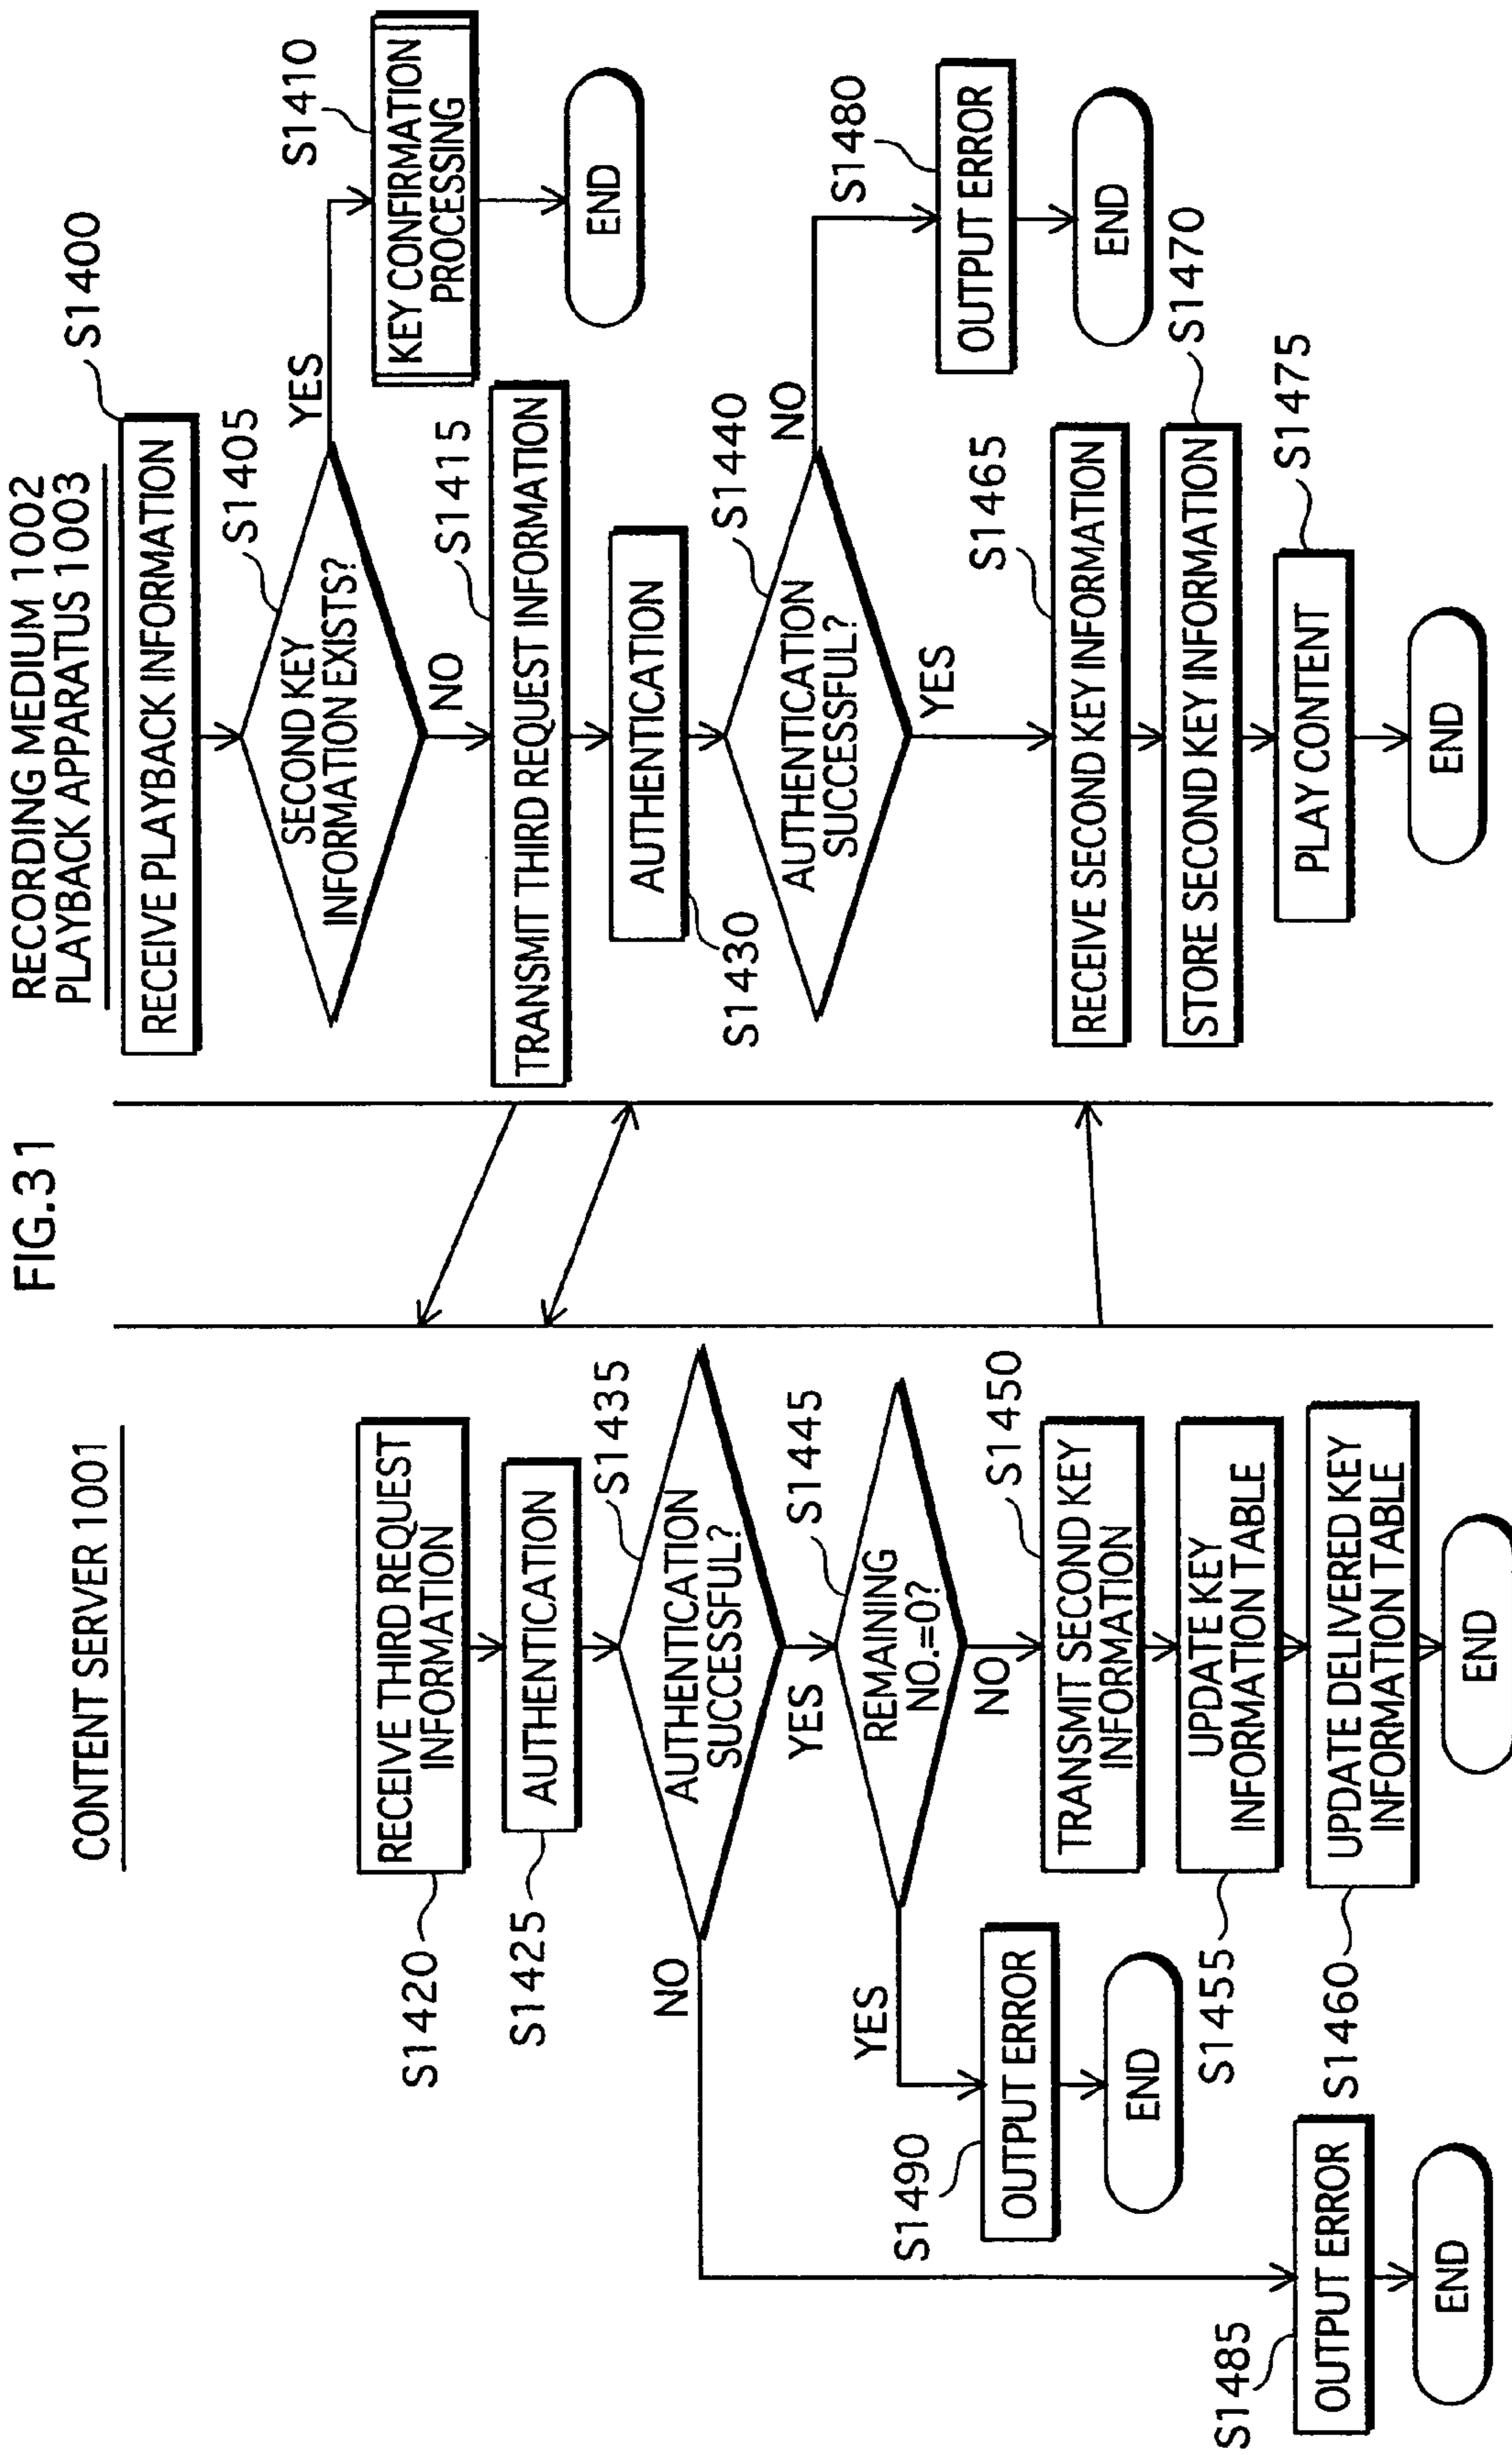 FIG.31
CONTENT SERVER 1001
RECEIVE THIRD REQUEST
INFORMATION
S1420
AUTHENTICATION
S1425
AUTHENTICATION
SUCCESSFUL?
S1435
NO
YES
REMAINING
NO.=0?
S1445
YES
NO
TRANSMIT SECOND KEY
INFORMATION
S1450
UPDATE KEY
INFORMATION TABLE
S1455
UPDATE DELIVERED KEY
INFORMATION TABLE
S1460
END
S1490
OUTPUT ERROR
END
S1485
OUTPUT ERROR
END
RECORDING MEDIUM 1002
PLAYBACK APPARATUS 1003
RECEIVE PLAYBACK INFORMATION
S1400
SECOND KEY
INFORMATION EXISTS?
S1405
YES
NO
KEY CONFIRMATION
PROCESSING
S1410
END
TRANSMIT THIRD REQUEST INFORMATION
S1415
AUTHENTICATION
S1430
AUTHENTICATION
SUCCESSFUL?
S1440
NO
YES
OUTPUT ERROR
S1480
END
RECEIVE SECOND KEY INFORMATION
S1465
STORE SECOND KEY INFORMATION
S1470
PLAY CONTENT
S1475
END